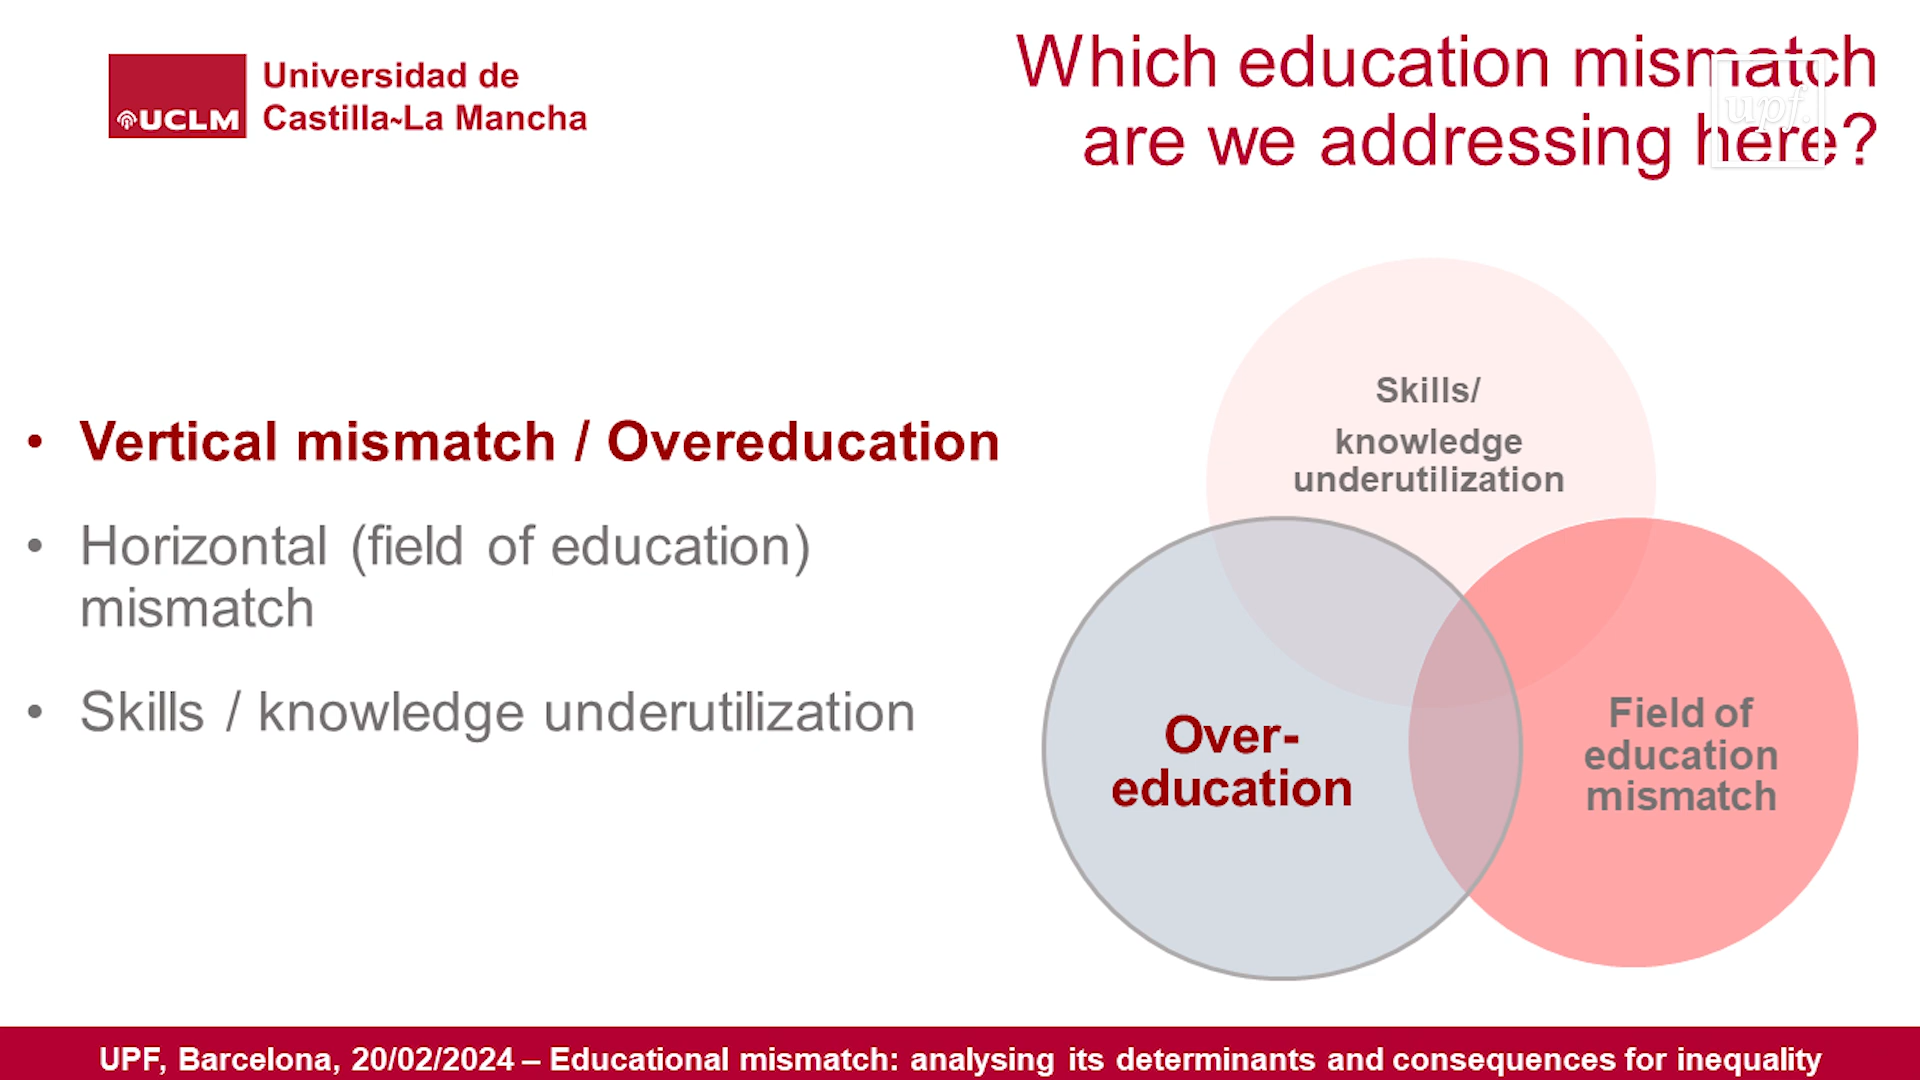 UCLM
Universidad de
Castilla~La Mancha
Which education mismatch
are we addressing here?
upf.
• Vertical mismatch / Overeducation
• Horizontal (field of education)
mismatch
• Skills / knowledge underutilization
Skills/
knowledge
underutilization
Over-
education
Field of
education
mismatch
UPF, Barcelona, 20/02/2024 – Educational mismatch: analysing its determinants and consequences for inequality